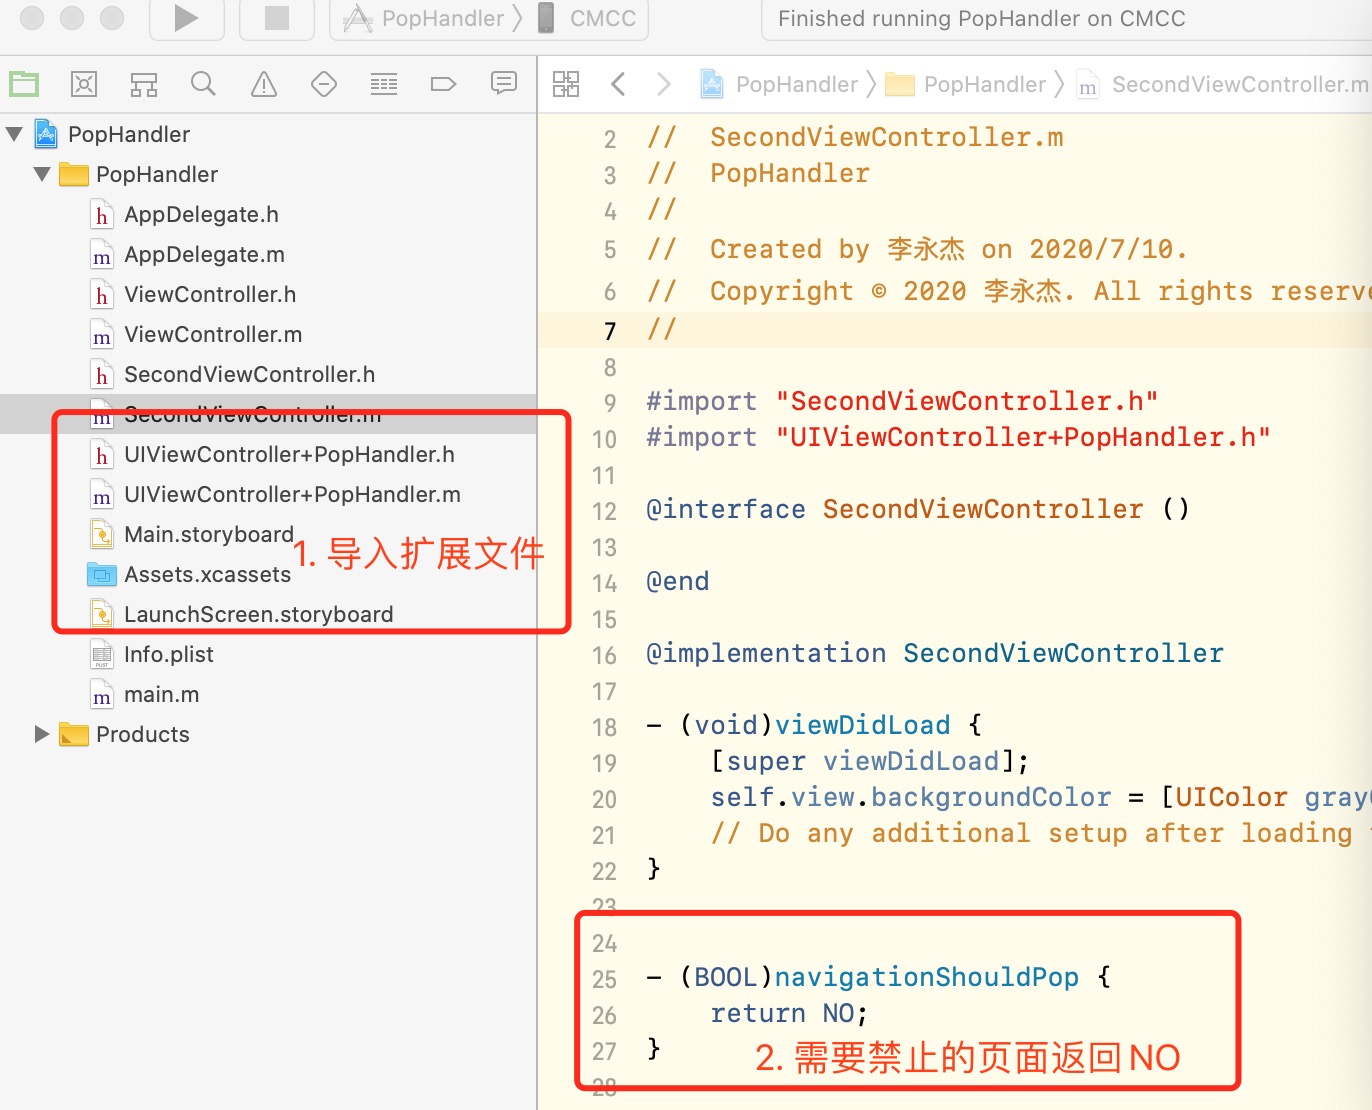 PopHandler 〉 CMCC
Finished running PopHandler on CMCC
PopHandler 〉 PopHandler 〉 m SecondViewController.m
PopHandler
PopHandler
h AppDelegate.h
m AppDelegate.m
h ViewController.h
m ViewController.m
h SecondViewController.h
m SecondViewController.m
h UIViewController+PopHandler.h
m UIViewController+PopHandler.m
Main.storyboard
1. 导入扩展文件
Assets.xcassets
LaunchScreen.storyboard
Info.plist
m main.m
Products
2 //  SecondViewController.m
3 //  PopHandler
4 //
5 //  Created by 李永杰 on 2020/7/10.
6 //  Copyright © 2020 李永杰. All rights reserve
7 //
8
9 #import "SecondViewController.h"
10 #import "UIViewController+PopHandler.h"
11
12 @interface SecondViewController ()
13
14 @end
15
16 @implementation SecondViewController
17
18 - (void)viewDidLoad {
19     [super viewDidLoad];
20     self.view.backgroundColor = [UIColor gray
21     // Do any additional setup after loading
22 }
23
24
25 - (BOOL)navigationShouldPop {
26     return NO;
27 }
2. 需要禁止的页面返回NO
28